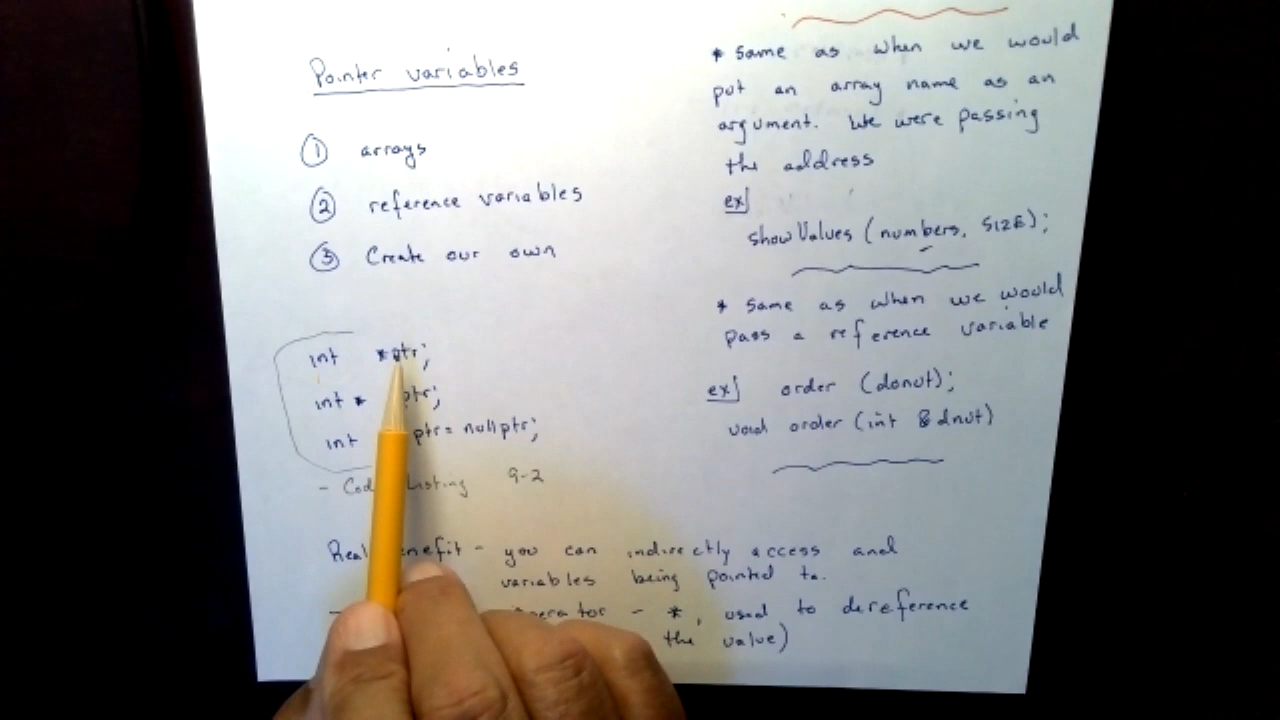 Pointer variables
① arrays
② reference variables
③ Create our own
int *ptr;
int * ptr;
int ptr = nullptr;
- Listing 9-2
Real - you can indirectly access and
variables being pointed to.
- *, used to dereference
the value)
* Same as when we would
put an array name as an
argument. We were passing
the address
ex
showValues (numbers, SIZE);
* Same as when we would
pass a reference variable
ex order (donut);
void order (int &dnut)